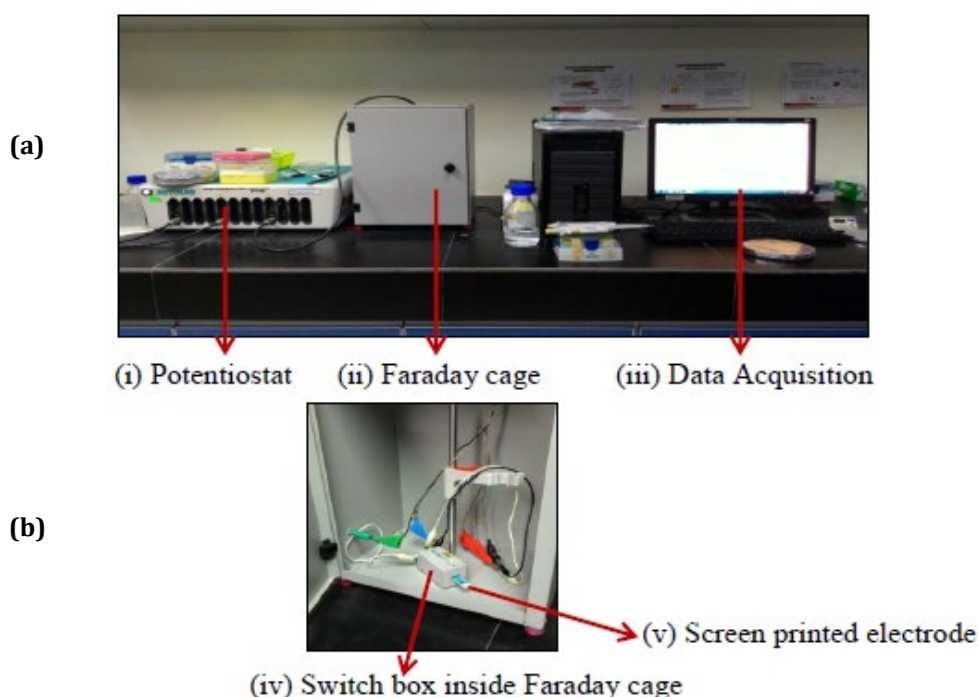 (a)
(i) Potentiostat
(ii) Faraday cage
(iii) Data Acquisition
(b)
(v) Screen printed electrode
(iv) Switch box inside Faraday cage